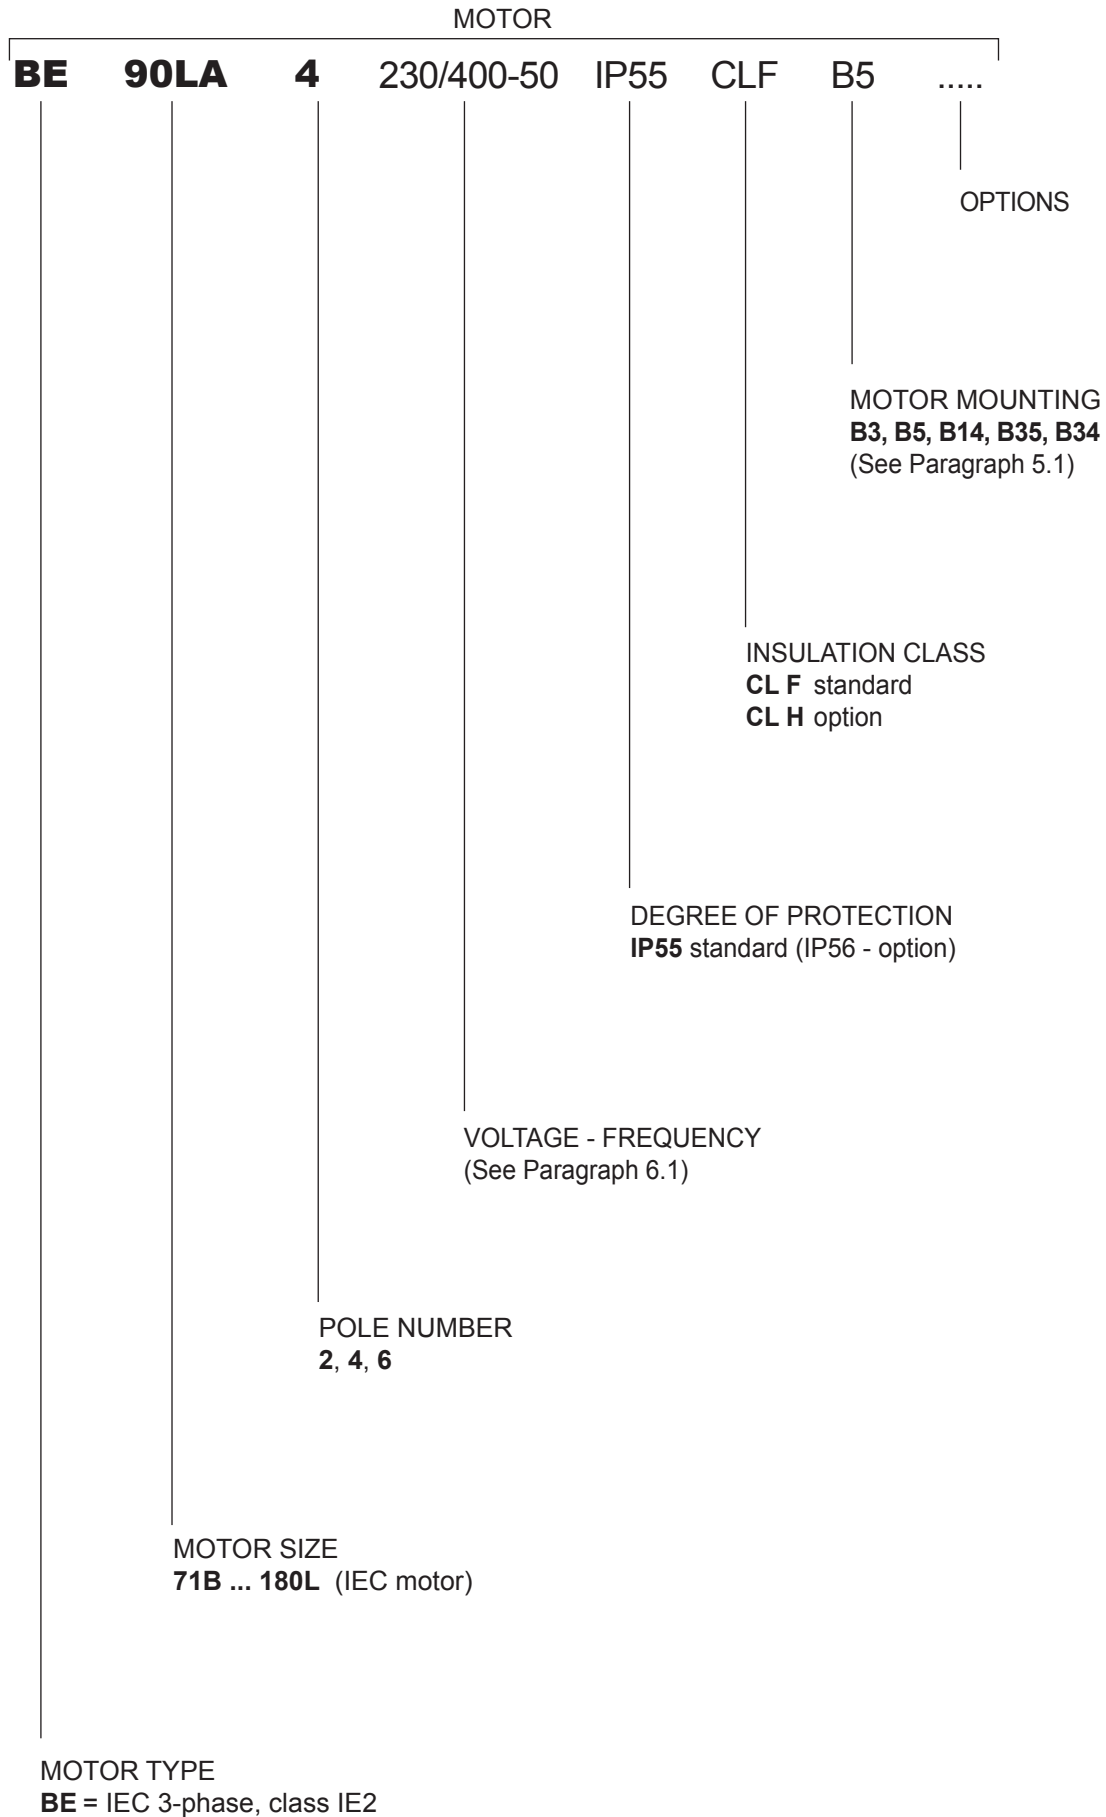 MOTOR
BE 90LA 4 230/400-50 IP55 CLF B5 .....
OPTIONS
MOTOR MOUNTING
B3, B5, B14, B35, B34
(See Paragraph 5.1)
INSULATION CLASS
CL F standard
CL H option
DEGREE OF PROTECTION
IP55 standard (IP56 - option)
VOLTAGE - FREQUENCY
(See Paragraph 6.1)
POLE NUMBER
2, 4, 6
MOTOR SIZE
71B ... 180L (IEC motor)
MOTOR TYPE
BE = IEC 3-phase, class IE2